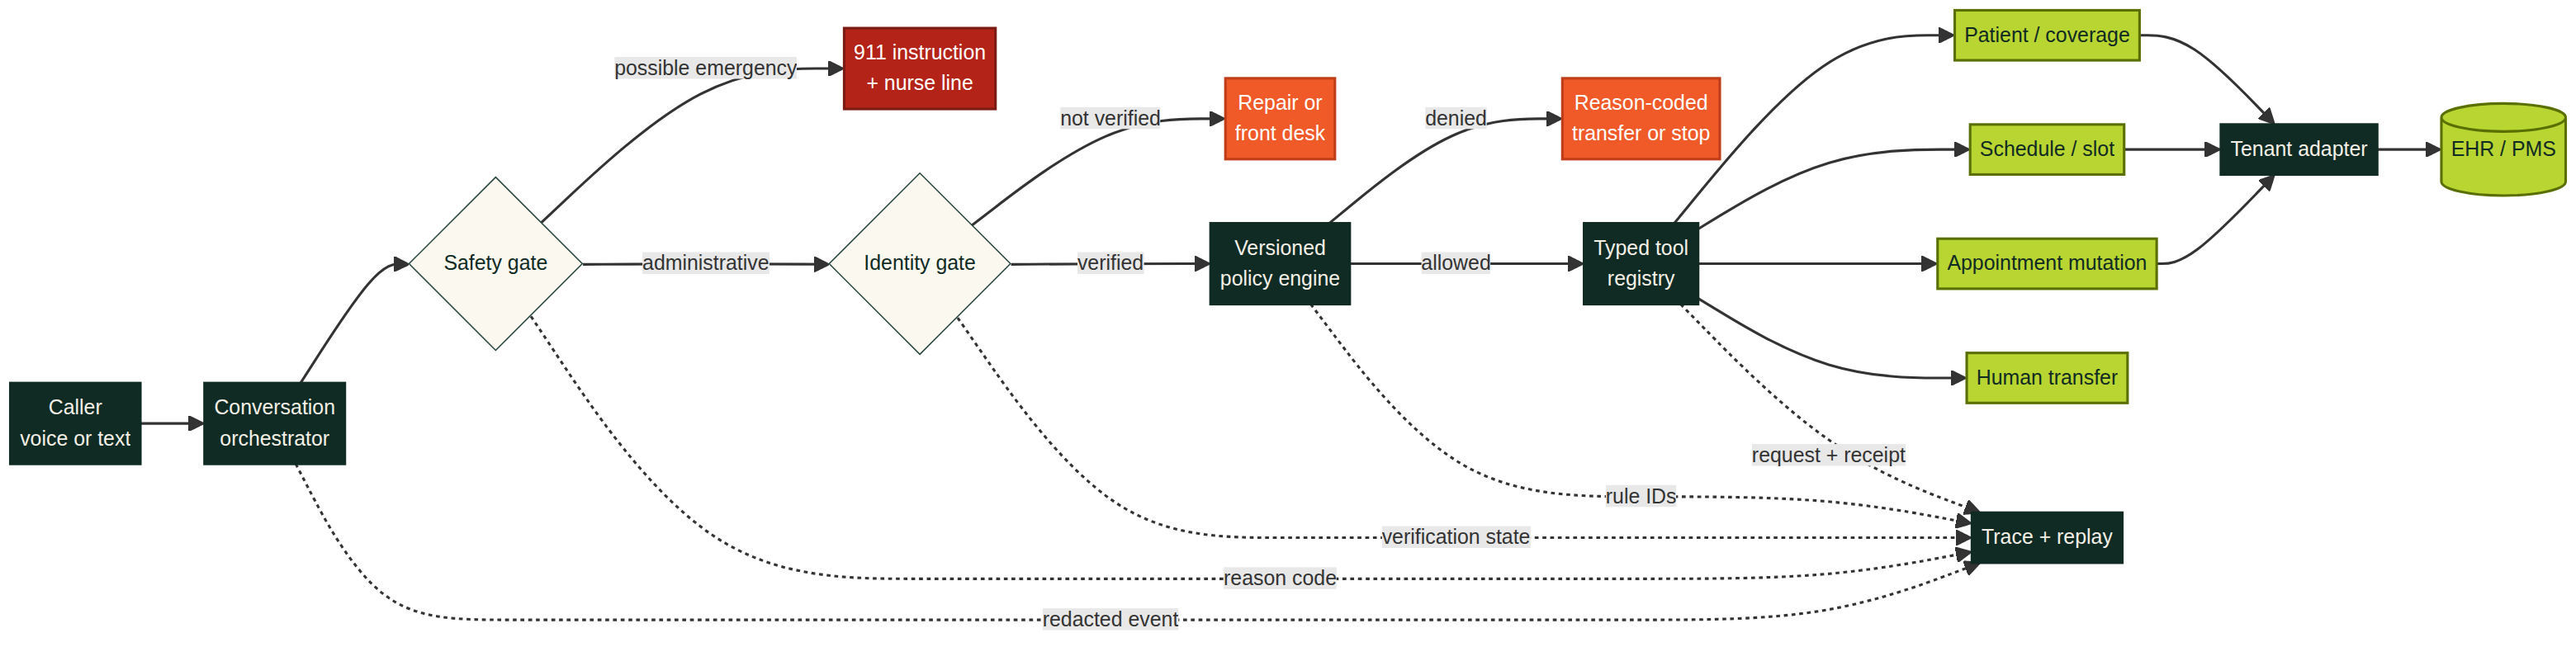 Caller
voice or text
Conversation
orchestrator
Safety gate
possible emergency
911 instruction
+ nurse line
administrative
Identity gate
not verified
Repair or
front desk
verified
Versioned
policy engine
denied
Reason-coded
transfer or stop
allowed
Typed tool
registry
Patient / coverage
Schedule / slot
Appointment mutation
Human transfer
Tenant adapter
EHR / PMS
request + receipt
rule IDs
verification state
reason code
redacted event
Trace + replay